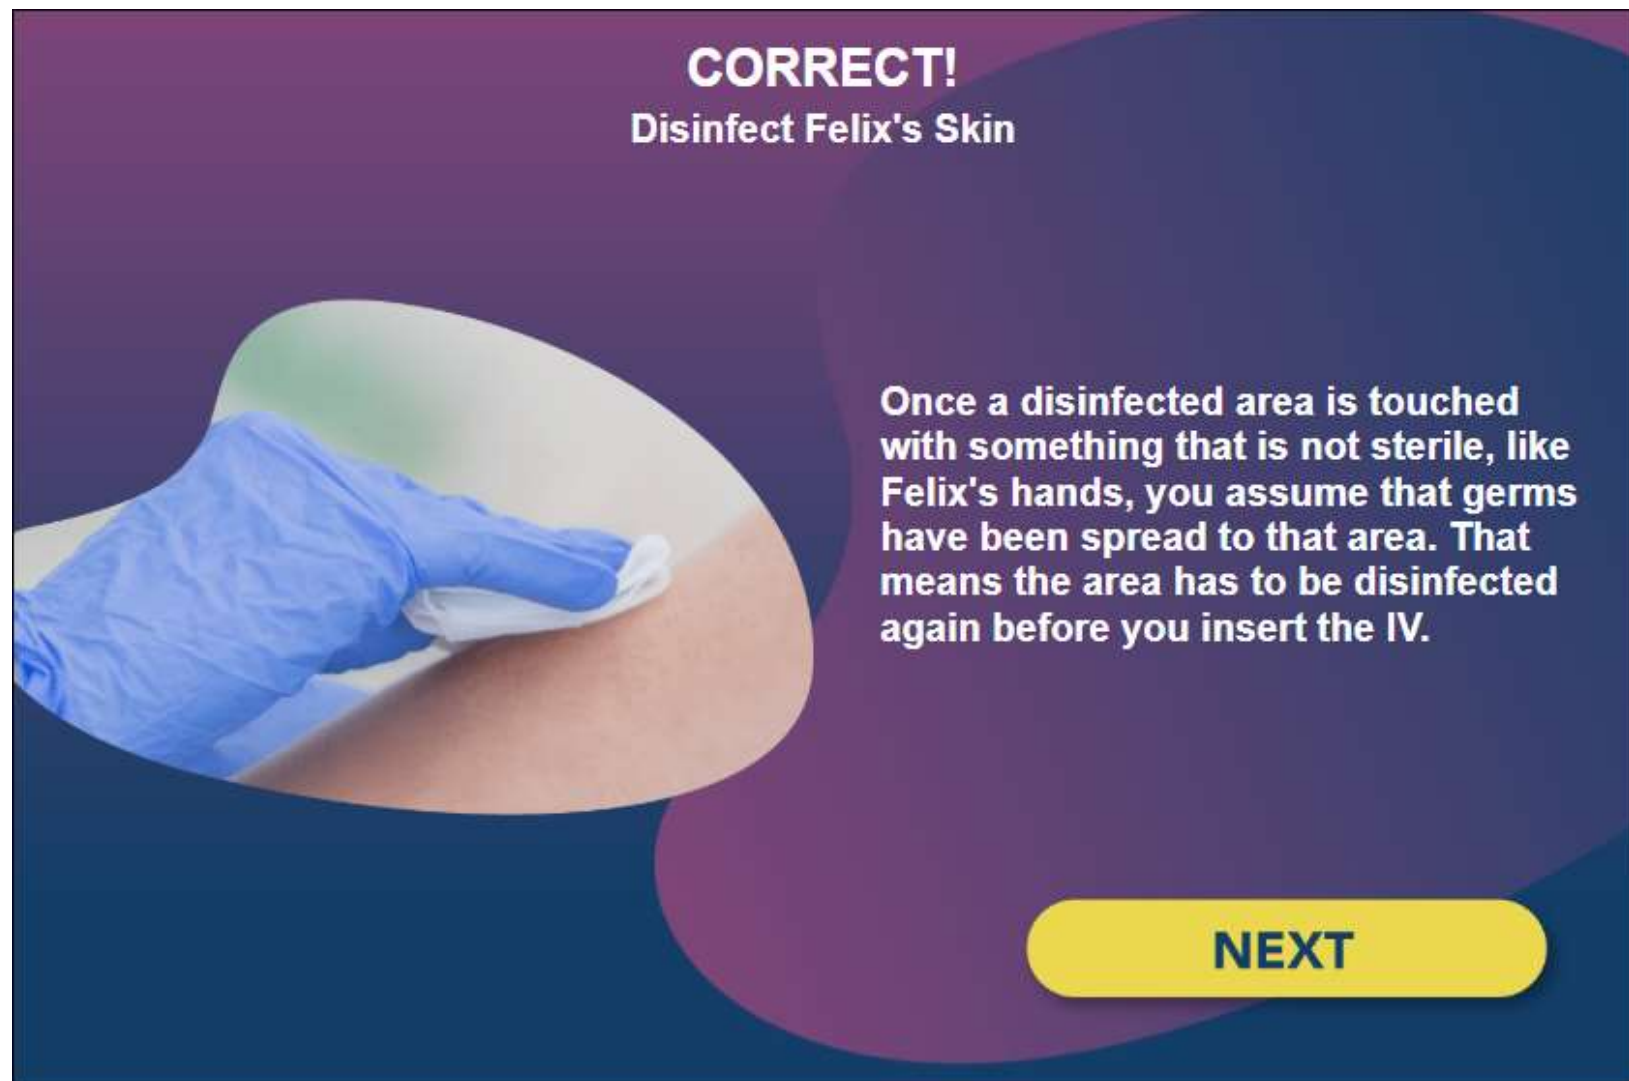 CORRECT!
Disinfect Felix's Skin
Once a disinfected area is touched
with something that is not sterile, like
Felix's hands, you assume that germs
have been spread to that area. That
means the area has to be disinfected
again before you insert the IV.
NEXT